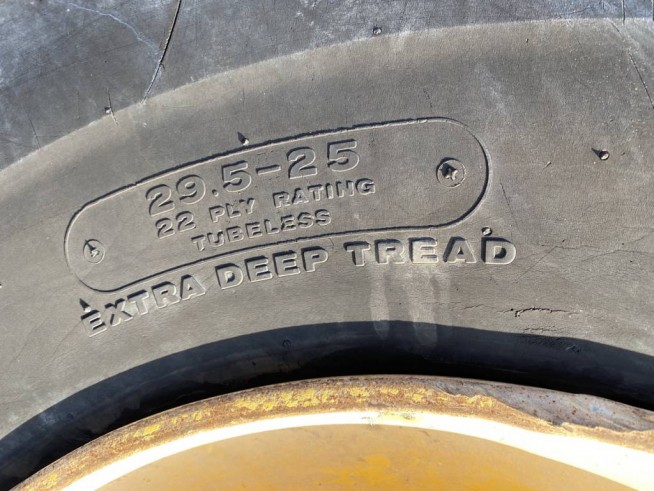 29.5-25
22 PLY RATING
TUBELESS
EXTRA DEEP TREAD